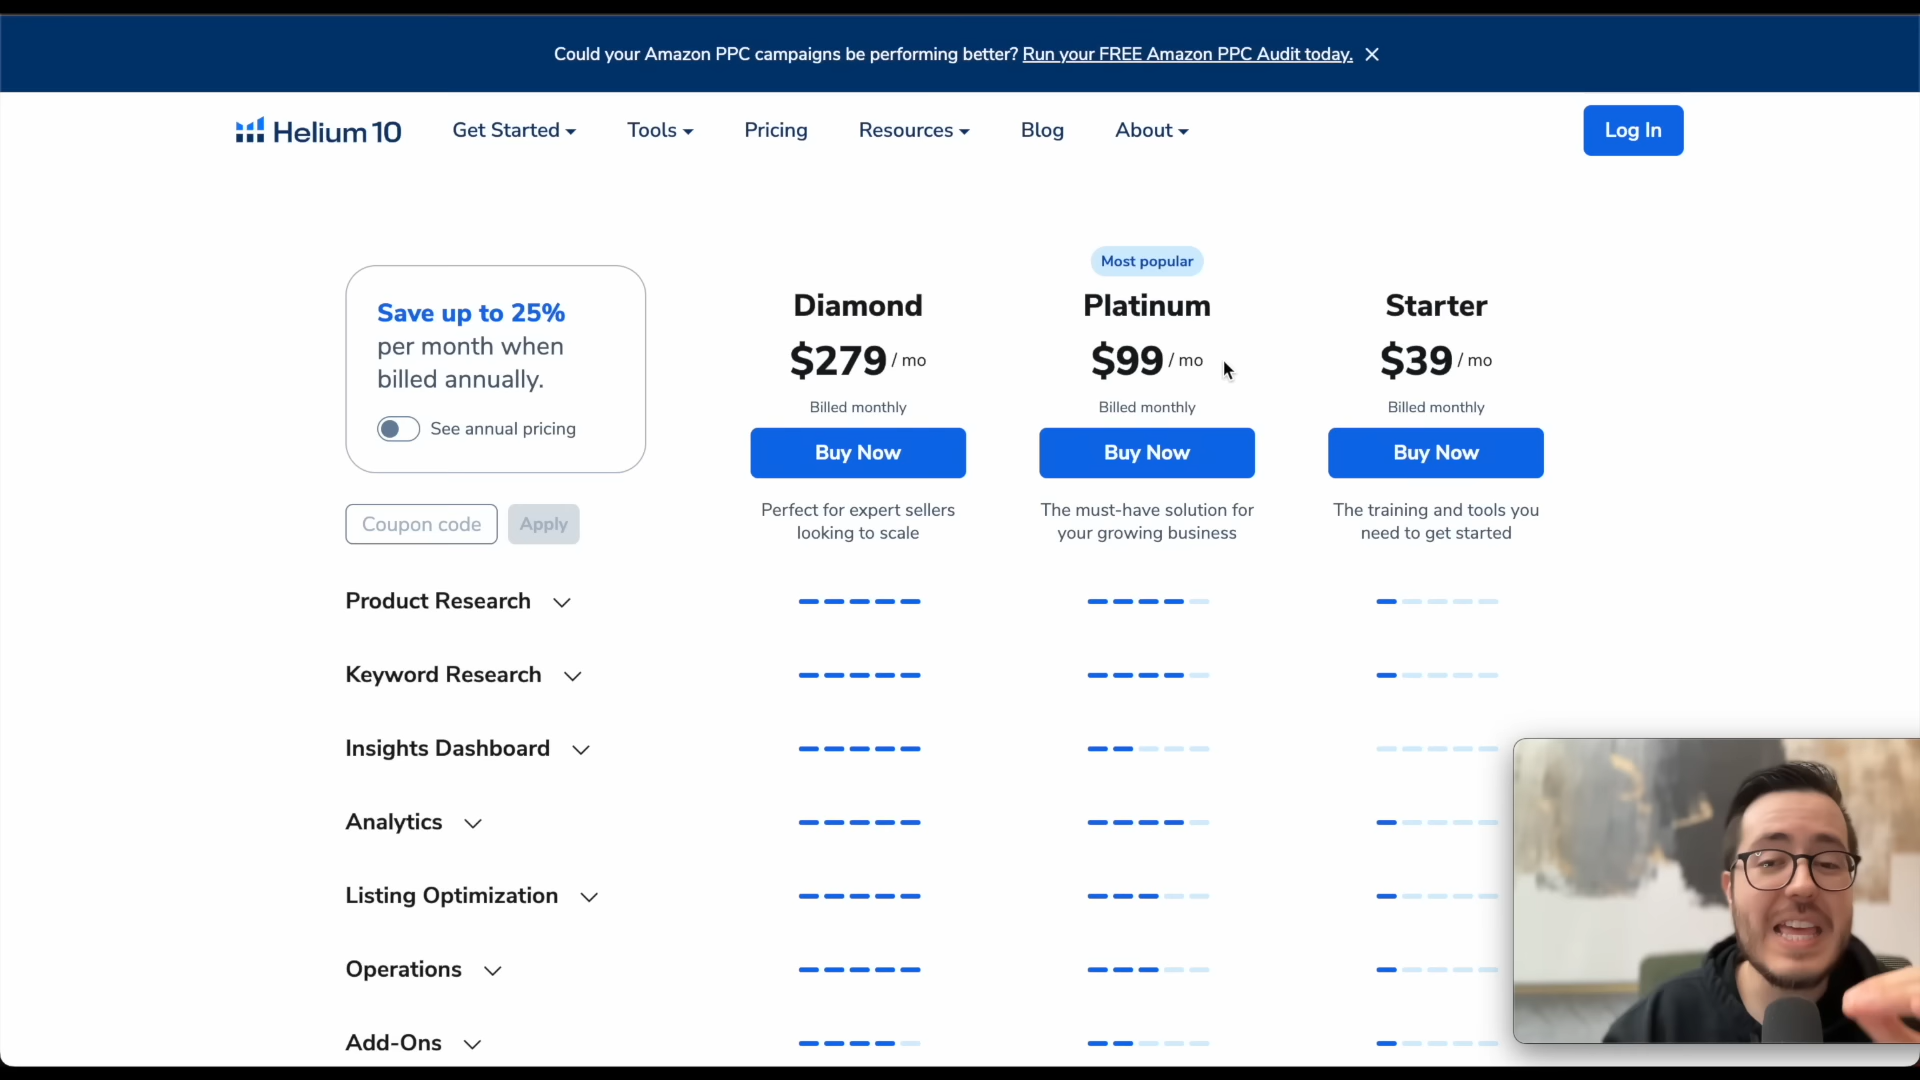 Could your Amazon PPC campaigns be performing better? Run your FREE Amazon PPC Audit today.
Helium 10
Get Started
Tools
Pricing
Resources
Blog
About
Log In
Save up to 25%
per month when
billed annually.
See annual pricing
Coupon code
Apply
Diamond
$279 / mo
Billed monthly
Buy Now
Perfect for expert sellers
looking to scale
Most popular
Platinum
$99 / mo
Billed monthly
Buy Now
The must-have solution for
your growing business
Starter
$39 / mo
Billed monthly
Buy Now
The training and tools you
need to get started
Product Research
Keyword Research
Insights Dashboard
Analytics
Listing Optimization
Operations
Add-Ons